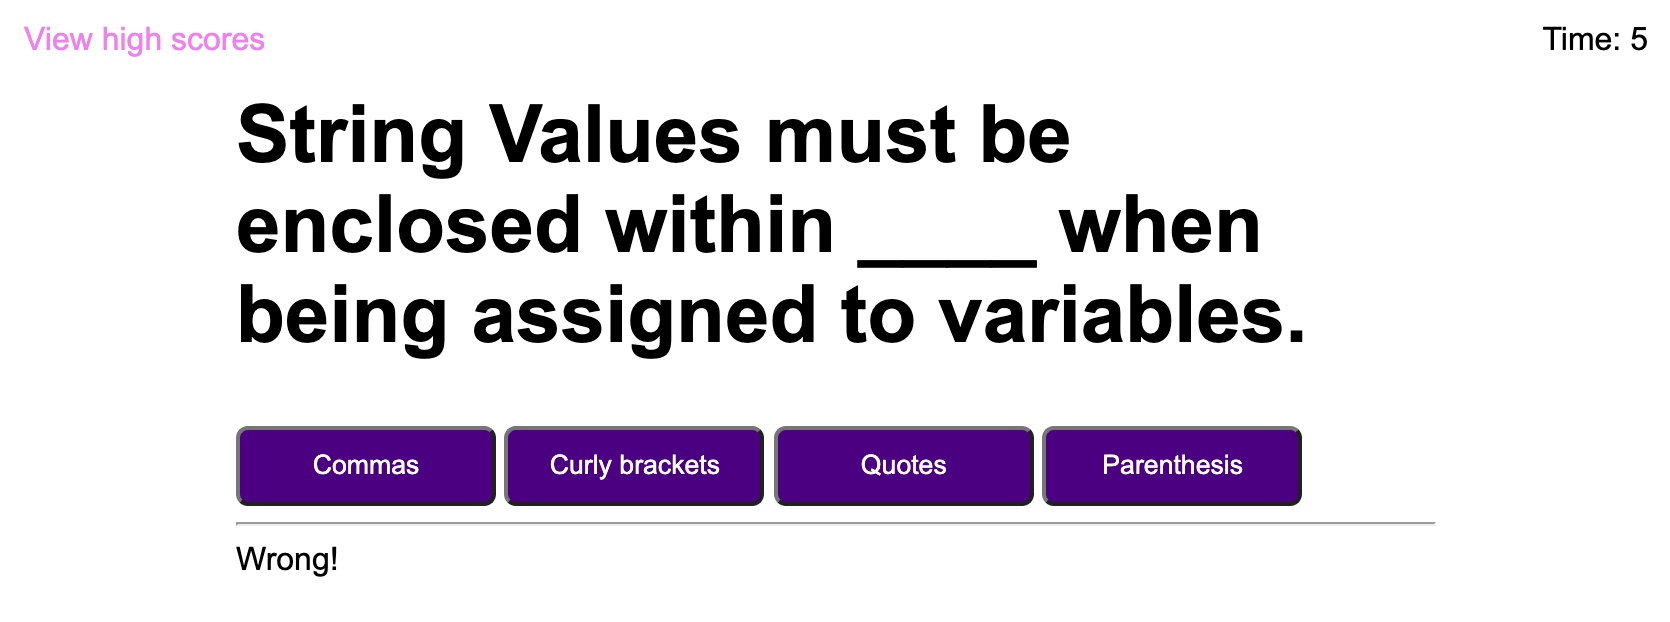 View high scores
Time: 5
String Values must be
enclosed within ____ when
being assigned to variables.
Commas
Curly brackets
Quotes
Parenthesis
Wrong!